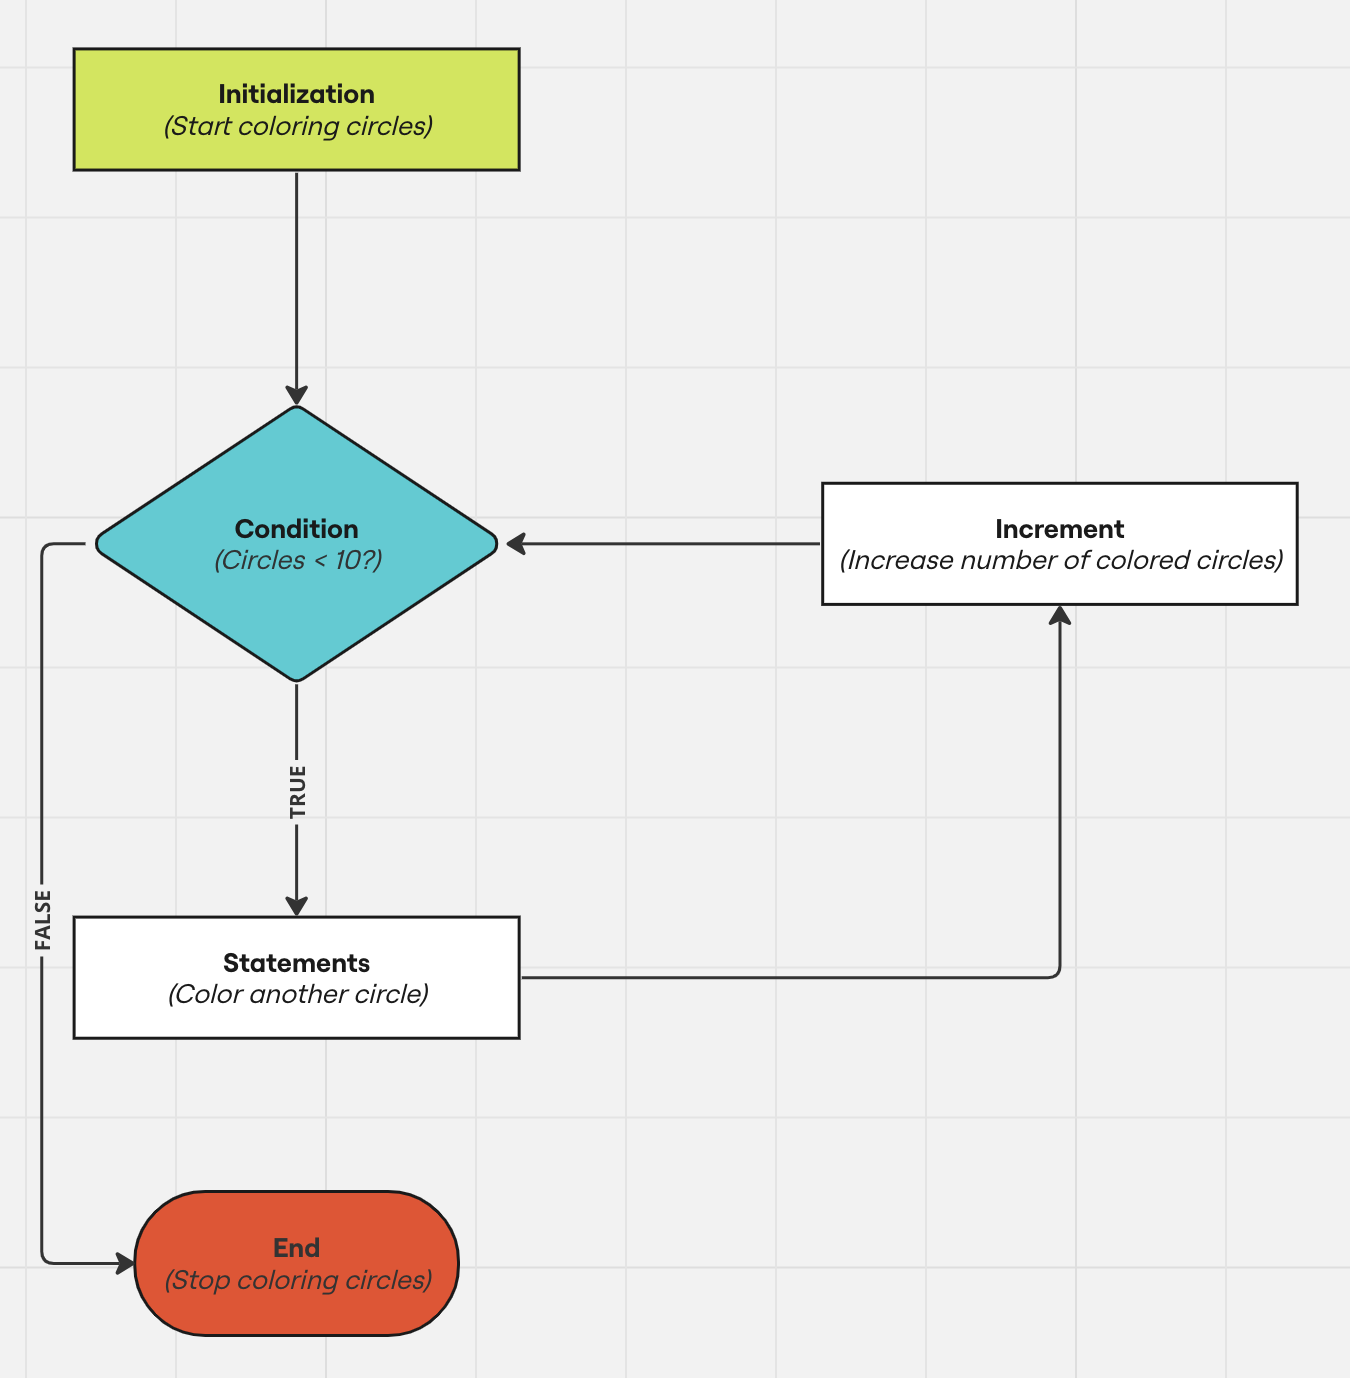 Initialization
(Start coloring circles)
Condition
(Circles < 10?)
Increment
(Increase number of colored circles)
TRUE
FALSE
Statements
(Color another circle)
End
(Stop coloring circles)